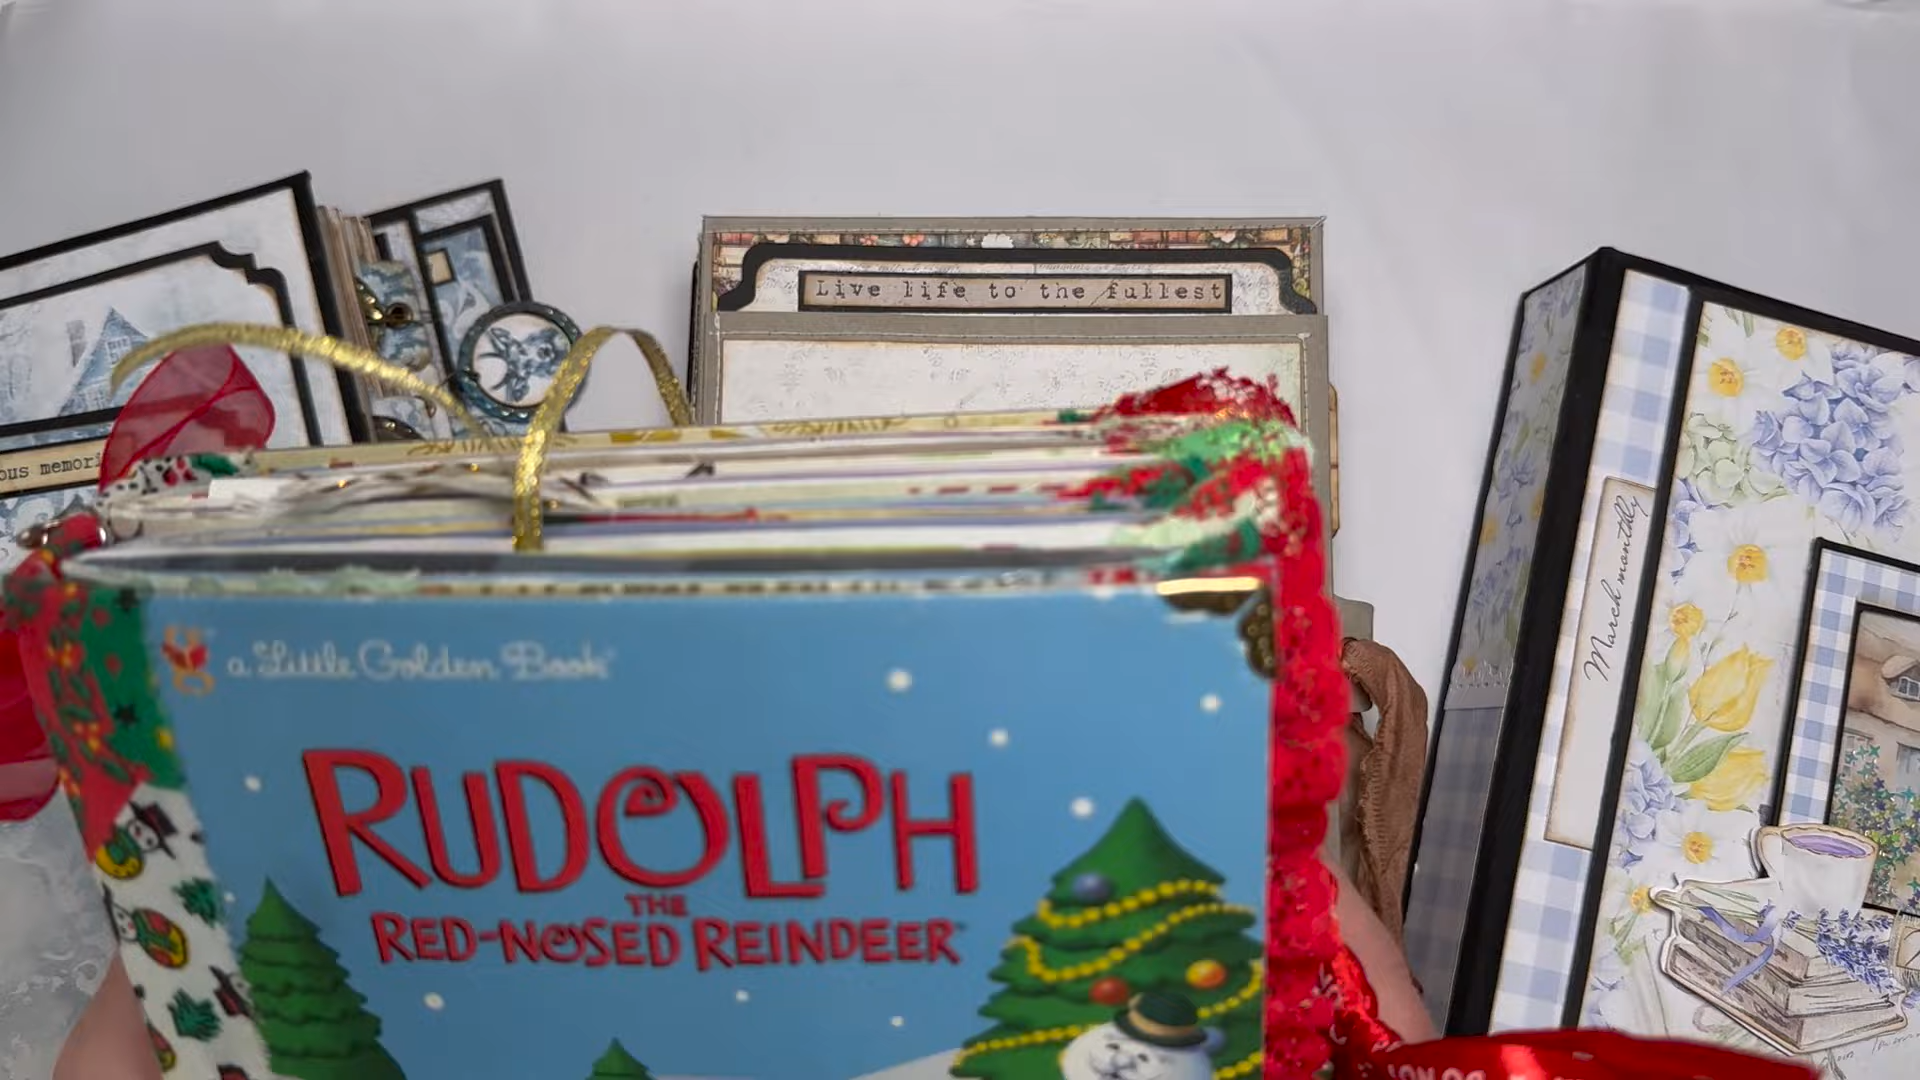 Live life to the fullest
ous memori
March monthly
a Little Golden Book
RUDOLPH
THE
RED-NOSED REINDEER